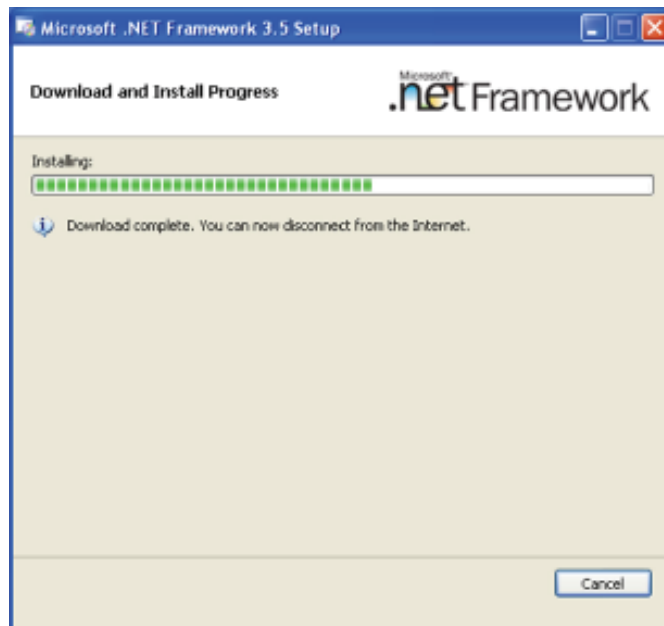 Microsoft .NET Framework 3.5 Setup
Download and Install Progress
Microsoft
.net Framework
Installing:
Download complete. You can now disconnect from the Internet.
Cancel